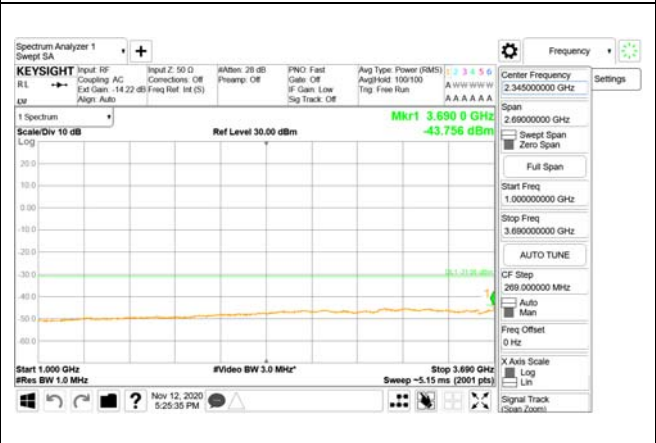 Spectrum Analyzer 1
Swept SA
Frequency
KEYSIGHT
RL
LW
Input: RF
Coupling: AC
Ext Gain: -14.22 dB
Align: Auto
Input Z: 50 Ω
Corrections: Off
Freq Ref: Int (S)
#Atten: 28 dB
Preamp: Off
PNO: Fast
Gate: Off
IF Gain: Low
Sig Track: Off
Avg Type: Power (RMS)
Avg|Hold: 100/100
Trig: Free Run
1 2 3 4 5 6
A W W W W W
A A A A A A
Center Frequency
2.345000000 GHz
Settings
1 Spectrum
Mkr1 3.690 0 GHz
Scale/Div 10 dB
Ref Level 30.00 dBm
-43.756 dBm
Log
20.0
10.0
0.00
-10.0
-20.0
-30.0
-40.0
-50.0
-60.0
1
Start 1.000 GHz
#Video BW 3.0 MHz*
Stop 3.690 GHz
#Res BW 1.0 MHz
Sweep ~5.15 ms (2001 pts)
Span
2.69000000 GHz
Swept Span
Zero Span
Full Span
Start Freq
1.000000000 GHz
Stop Freq
3.690000000 GHz
AUTO TUNE
CF Step
269.000000 MHz
Auto
Man
Freq Offset
0 Hz
X Axis Scale
Log
Lin
Signal Track
(Span Zoom)
?
Nov 12, 2020
5:25:35 PM